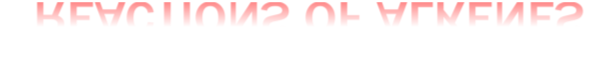 REACTIONS OF ALKENES